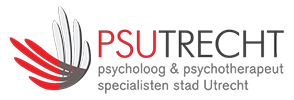 PSUTRECHT
psycholoog & psychotherapeut
specialisten stad Utrecht